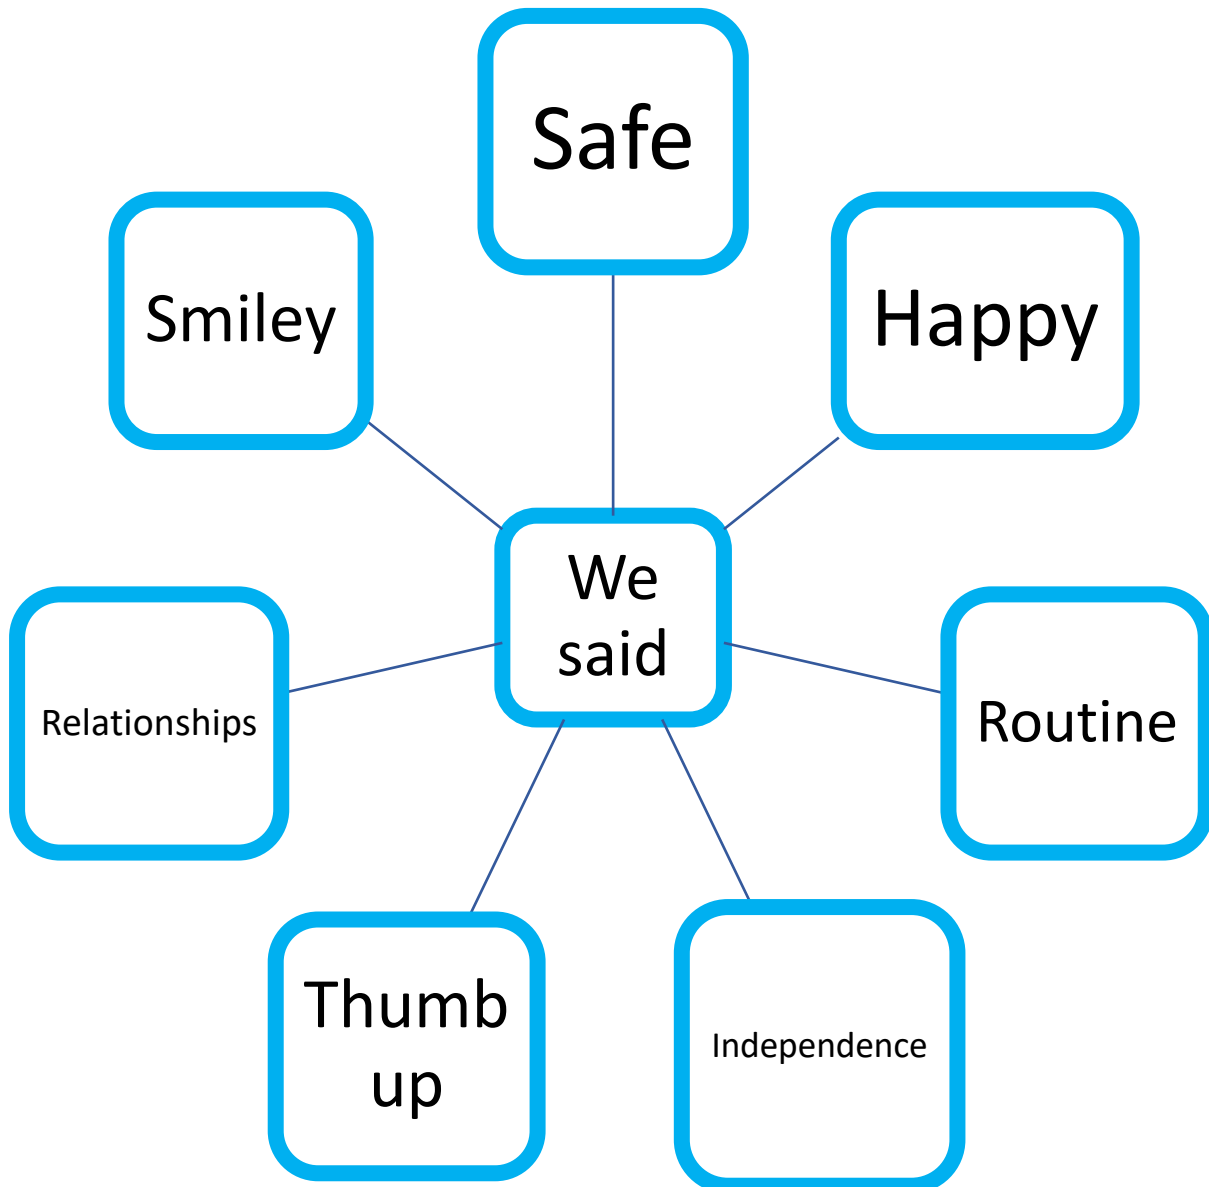 Safe
Smiley
Happy
We
said
Relationships
Routine
Thumb
up
Independence